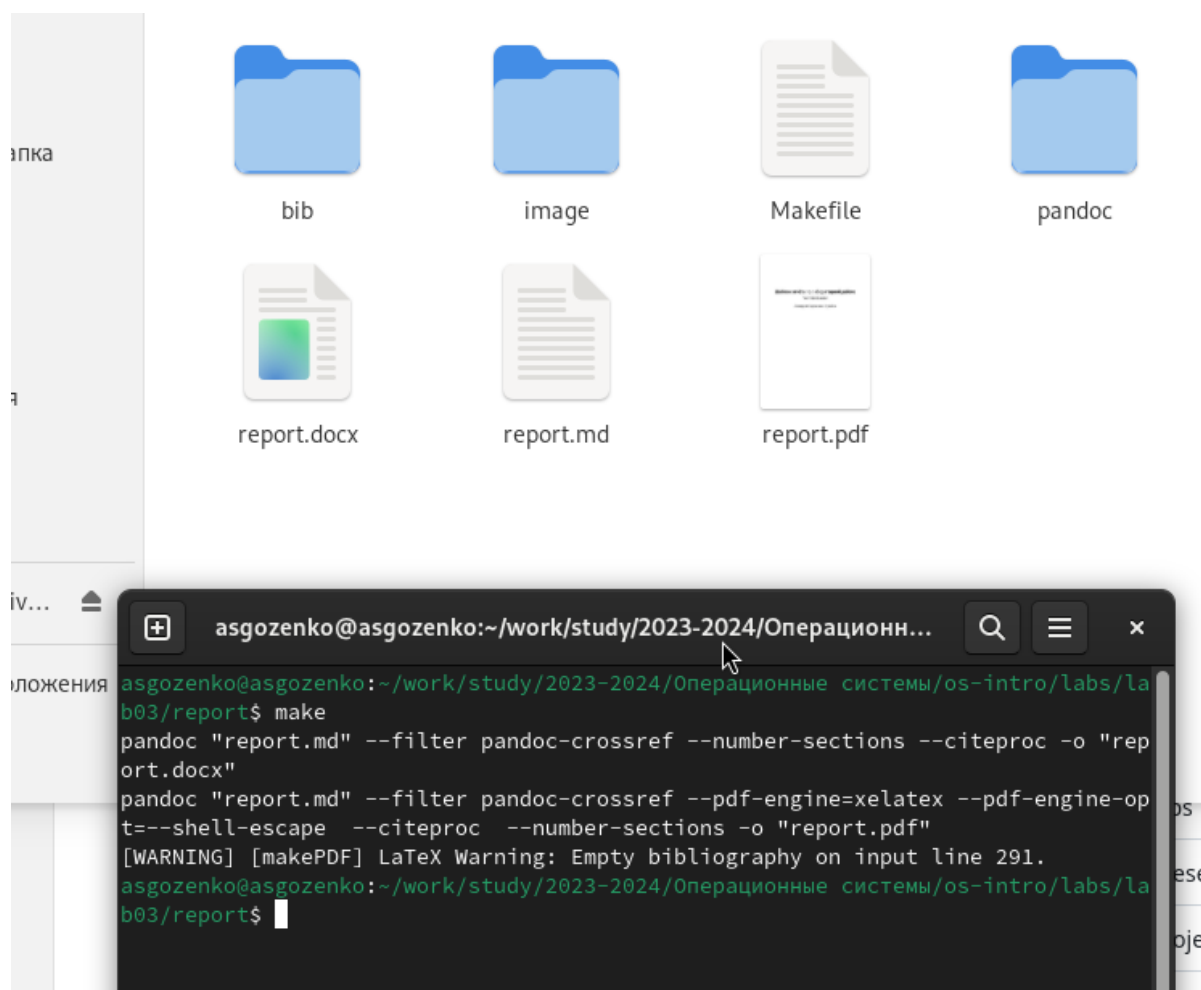 апка
bib
image
Makefile
pandoc
я
report.docx
report.md
report.pdf
iv...
оложения
asgozenko@asgozenko:~/work/study/2023-2024/Операционн...
asgozenko@asgozenko:~/work/study/2023-2024/Операционные системы/os-intro/labs/la
b03/report$ make
pandoc "report.md" --filter pandoc-crossref --number-sections --citeproc -o "rep
ort.docx"
pandoc "report.md" --filter pandoc-crossref --pdf-engine=xelatex --pdf-engine-op
t=--shell-escape  --citeproc  --number-sections -o "report.pdf"
[WARNING] [makePDF] LaTeX Warning: Empty bibliography on input line 291.
asgozenko@asgozenko:~/work/study/2023-2024/Операционные системы/os-intro/labs/la
b03/report$
os
ese
oje